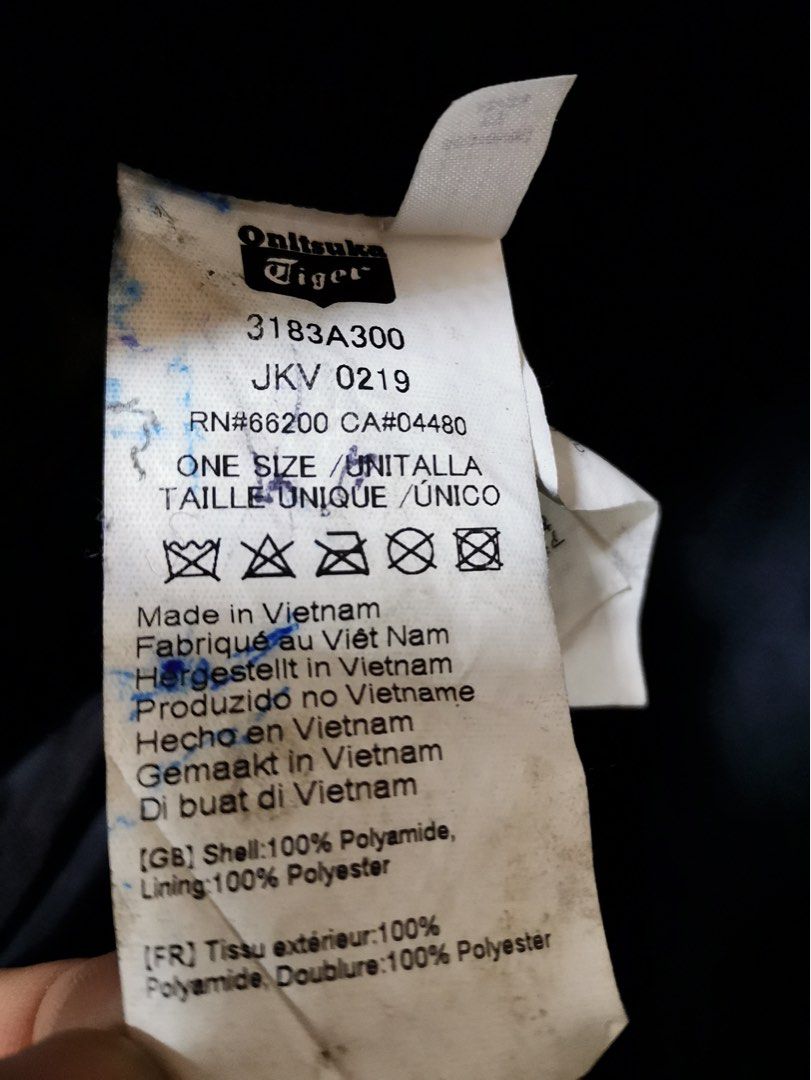 Onitsuka
Tiger
3183A300
JKV 0219
RN#66200 CA#04480
ONE SIZE /UNITALLA
TAILLE UNIQUE /ÚNICO
Made in Vietnam
Fabriqué au Viêt Nam
Hergestellt in Vietnam
Produzido no Vietname
Hecho en Vietnam
Gemaakt in Vietnam
Di buat di Vietnam
[GB] Shell:100% Polyamide,
Lining:100% Polyester
[FR] Tissu extérieur:100%
Polyamide, Doublure:100% Polyester